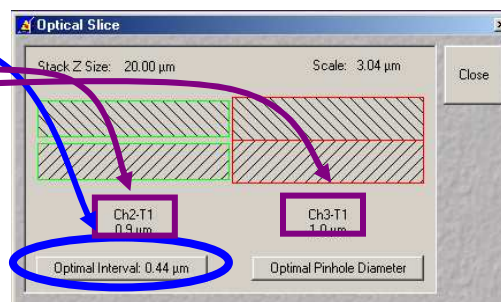 Optical Slice
Stack Z Size: 20.00 µm Scale: 3.04 µm
Close
Ch2-T1 Ch3-T1
0.9 µm 1.0 µm
Optimal Interval: 0.44 µm Optimal Pinhole Diameter